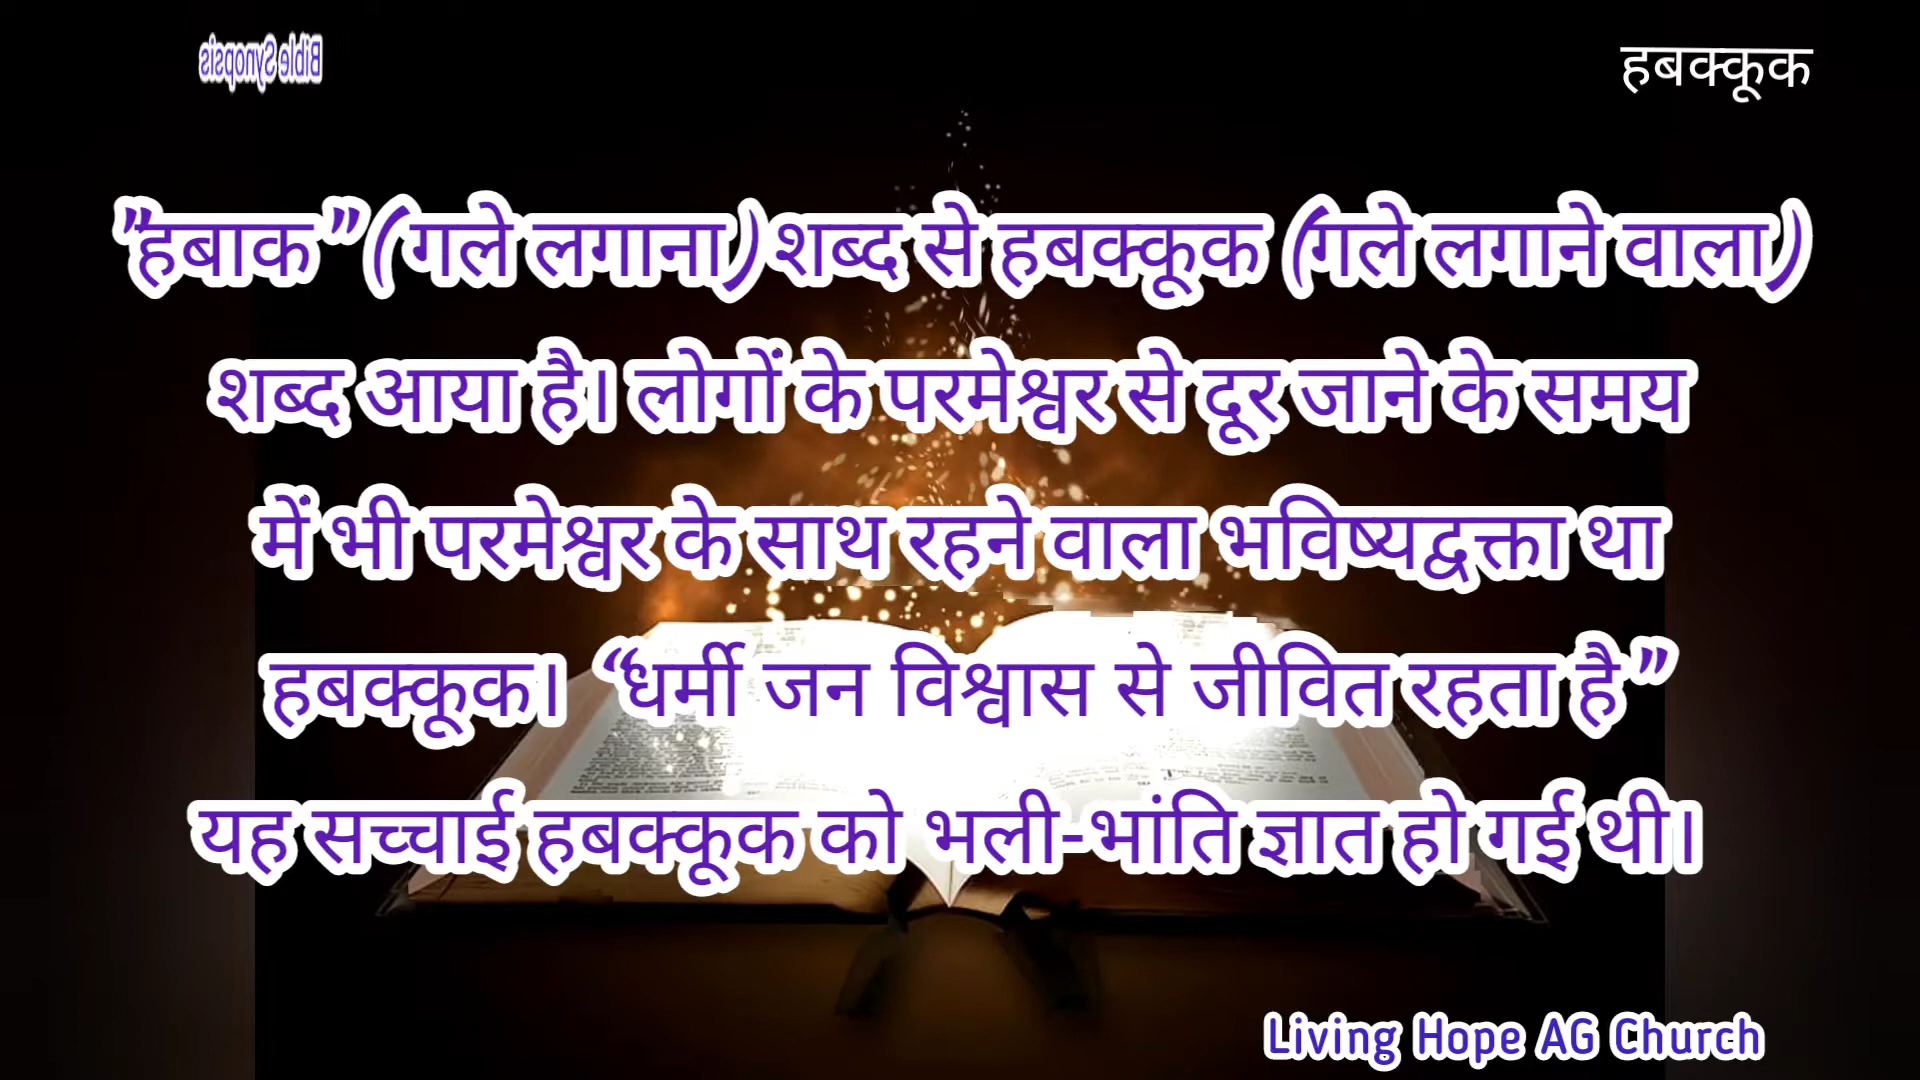 Bible Synopsis
हबक्कूक
"हबाक" (गले लगाना) शब्द से हबक्कूक (गले लगाने वाला)
शब्द आया है। लोगों के परमेश्वर से दूर जाने के समय
में भी परमेश्वर के साथ रहने वाला भविष्यद्वक्ता था
हबक्कूक। “धर्मी जन विश्वास से जीवित रहता है”
यह सच्चाई हबक्कूक को भली-भांति ज्ञात हो गई थी।
Living Hope AG Church